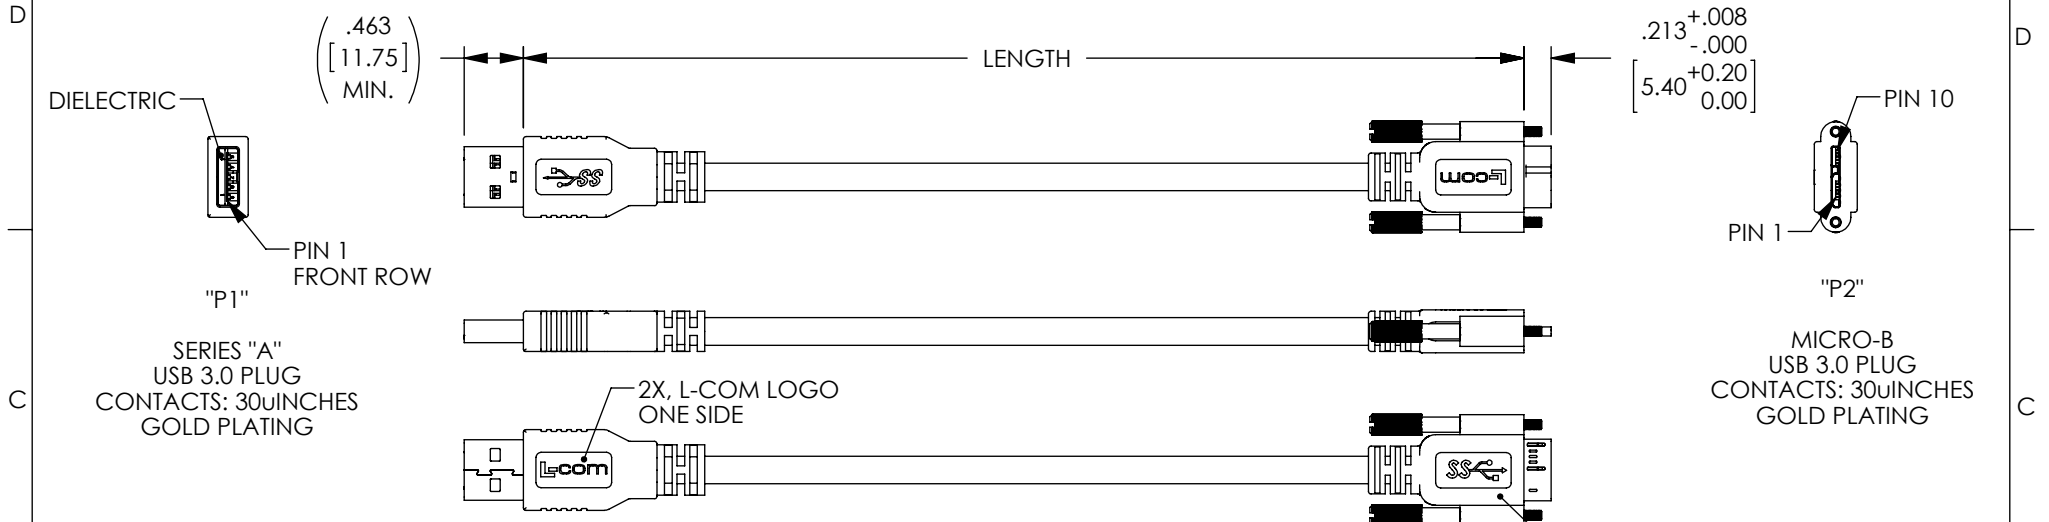 D
.463
[11.75]
MIN.
LENGTH
.213 +.008
-.000
[5.40 +0.20
0.00]
D
DIELECTRIC
PIN 10
SS
L-com
PIN 1
FRONT ROW
PIN 1
"P1"
"P2"
SERIES "A"
USB 3.0 PLUG
CONTACTS: 30uINCHES
GOLD PLATING
MICRO-B
USB 3.0 PLUG
CONTACTS: 30uINCHES
GOLD PLATING
C
2X, L-COM LOGO
ONE SIDE
C
L-com
SS